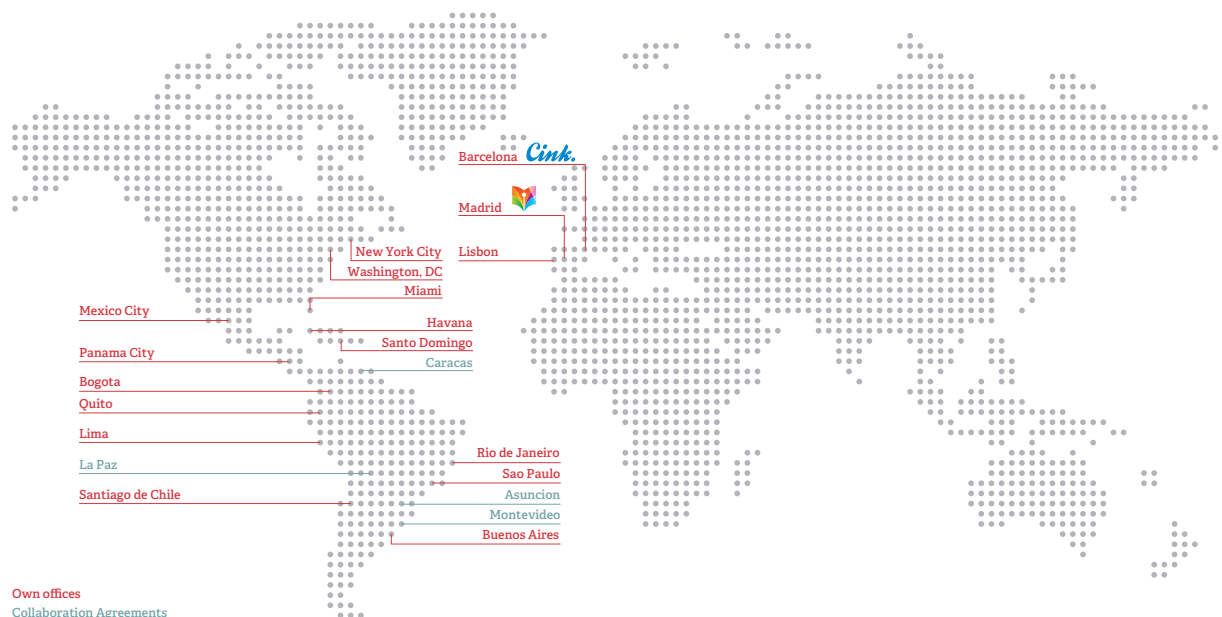 Barcelona Cink.
Madrid
New York City
Lisbon
Washington, DC
Miami
Mexico City
Havana
Santo Domingo
Panama City
Caracas
Bogota
Quito
Lima
Rio de Janeiro
La Paz
Sao Paulo
Santiago de Chile
Asuncion
Montevideo
Buenos Aires
Own offices
Collaboration Agreements